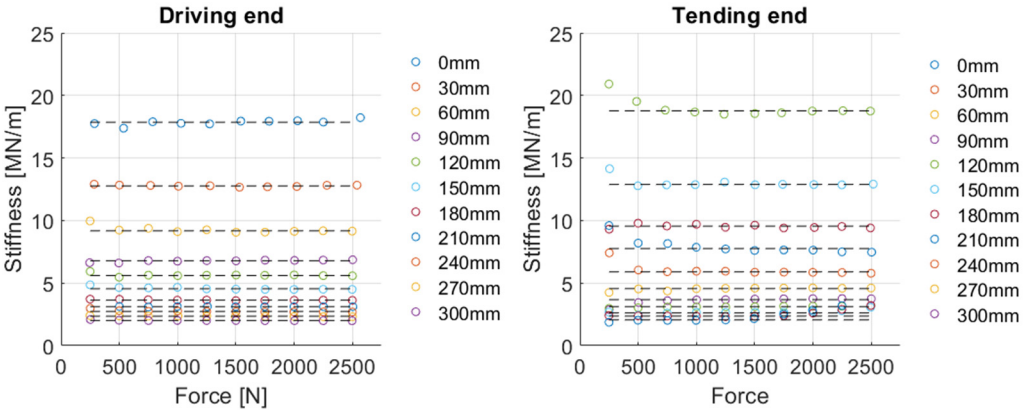 Driving end
Stiffness [MN/m]
25
20
15
10
5
0
0 500 1000 1500 2000 2500
Force [N]
0mm
30mm
60mm
90mm
120mm
150mm
180mm
210mm
240mm
270mm
300mm
Tending end
Stiffness [MN/m]
25
20
15
10
5
0
0 500 1000 1500 2000 2500
Force
0mm
30mm
60mm
90mm
120mm
150mm
180mm
210mm
240mm
270mm
300mm